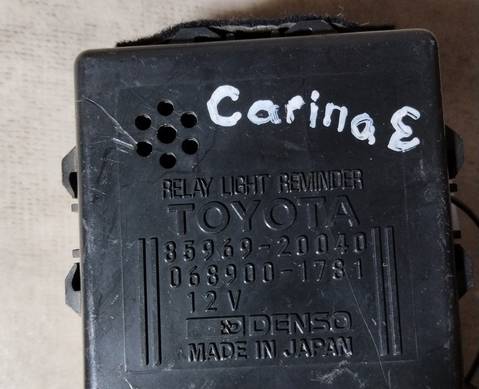 Carina E
RELAY LIGHT REMINDER
TOYOTA
85969-20040
068900-1781
12V
DENSO
MADE IN JAPAN